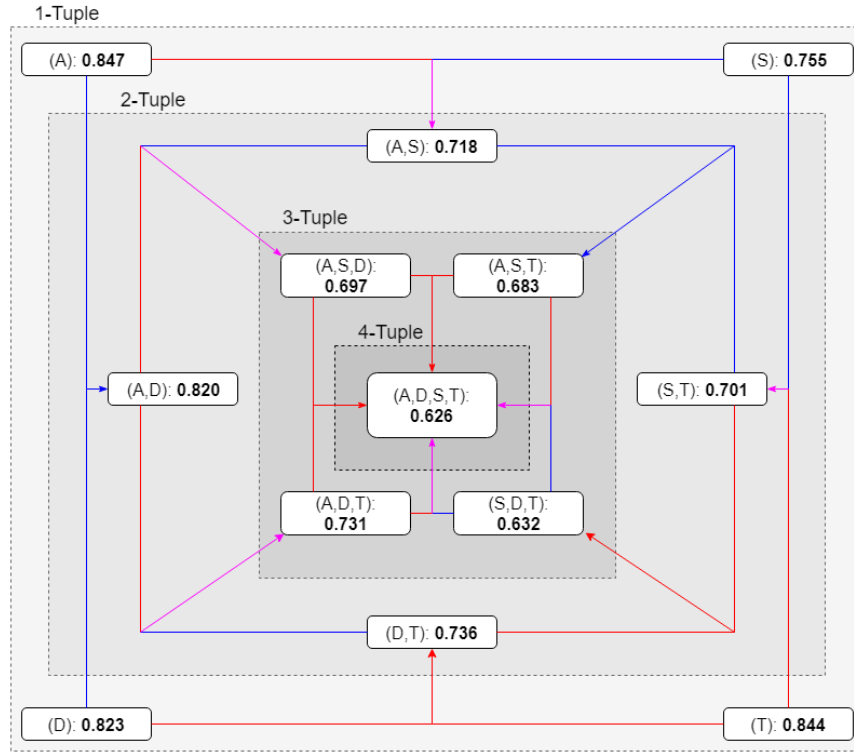 1-Tuple
(A): 0.847
(S): 0.755
2-Tuple
(A,S): 0.718
3-Tuple
(A,S,D):
0.697
(A,S,T):
0.683
4-Tuple
(A,D): 0.820
(A,D,S,T):
0.626
(S,T): 0.701
(A,D,T):
0.731
(S,D,T):
0.632
(D,T): 0.736
(D): 0.823
(T): 0.844